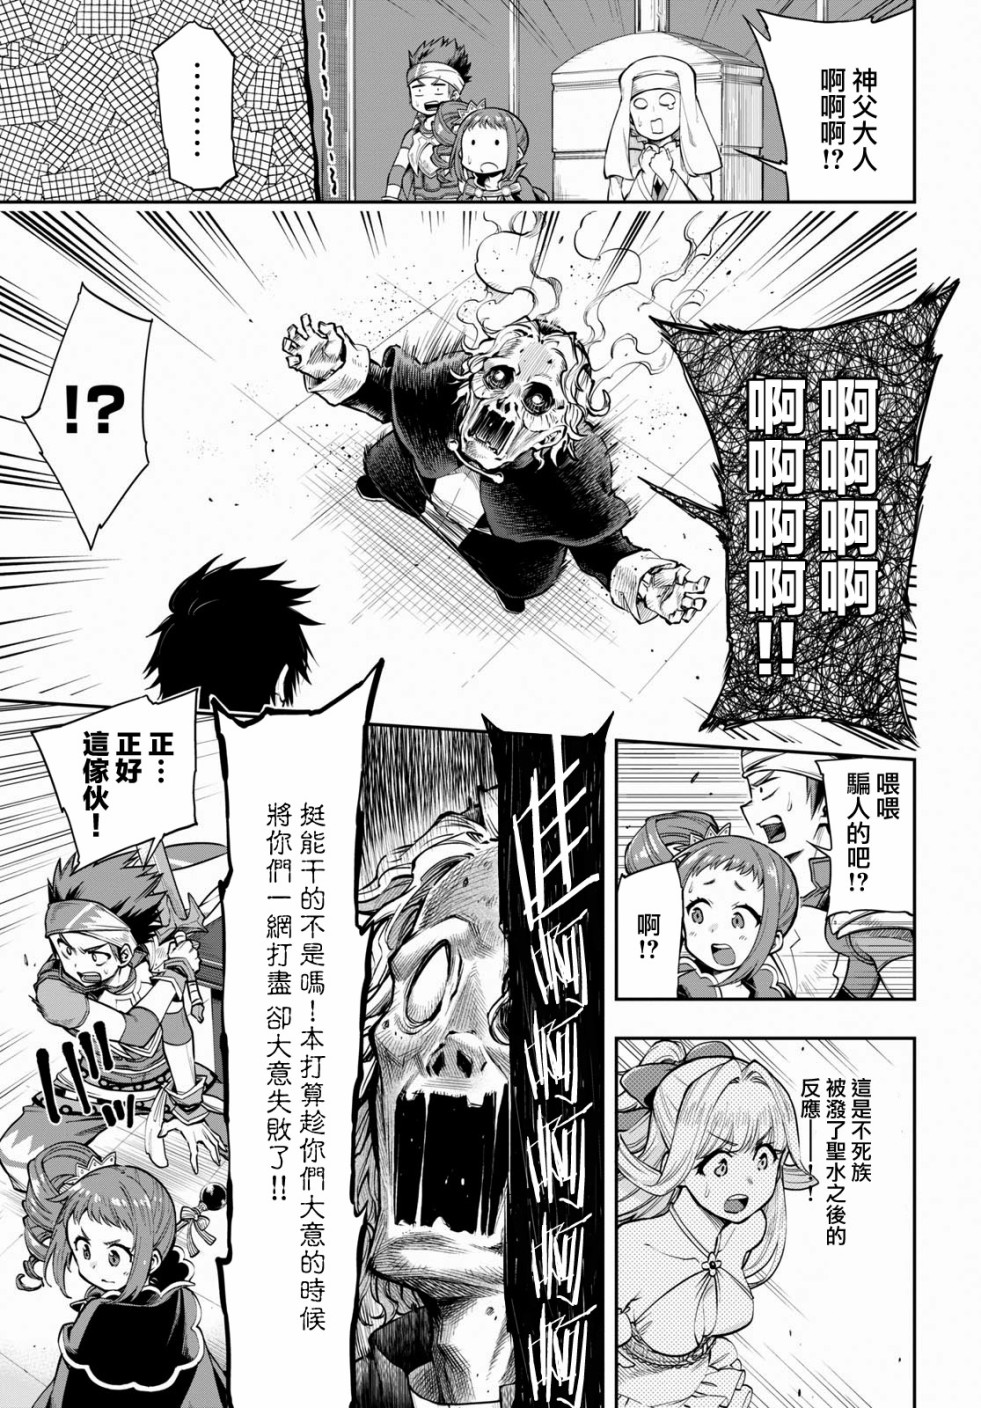 神父大人
啊啊啊!?
………
啊啊啊啊
啊啊啊啊!!
!?
喂喂
騙人的吧!?
啊!?
這是不死族
被潑了聖水之後的
反應——!
啊啊啊啊啊
挺能干的不是嗎!本打算趁你們大意的時候
將你們一網打盡 卻大意失敗了!!
正…
正好
這傢伙!